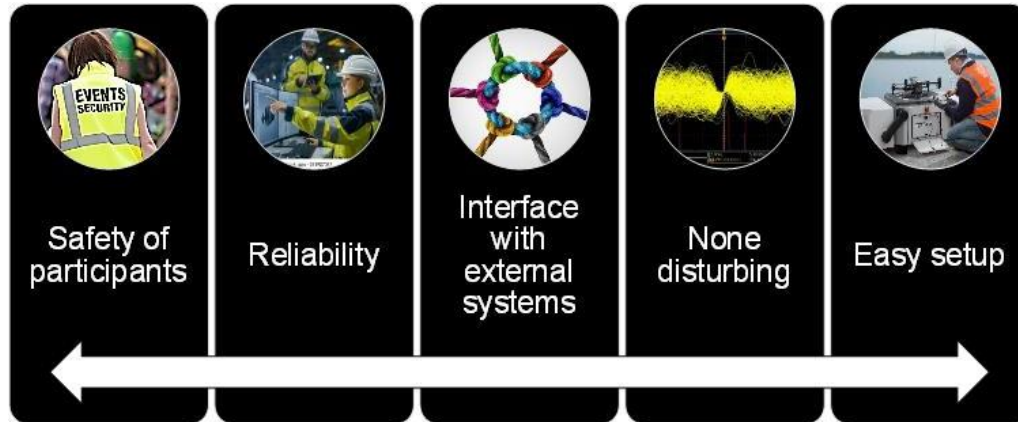 EVENTS
SECURITY
Safety of
participants
Reliability
Interface
with
external
systems
None
disturbing
Easy setup